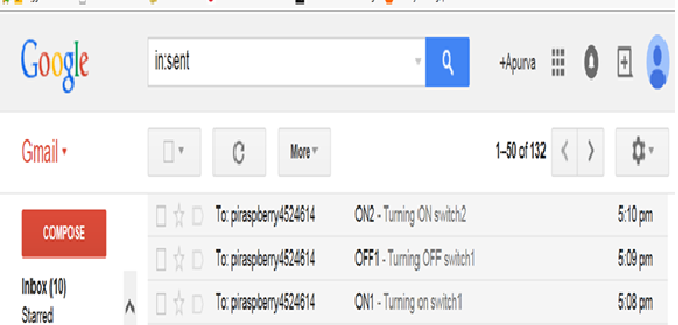 Google
in:sent
+Apurva
Gmail
More
1–50 of 132
COMPOSE
To: piraspberry4524614 ON2 - Turning ON switch2 5:10 pm
To: piraspberry4524614 OFF1 - Turning OFF switch1 5:09 pm
Inbox (10)
To: piraspberry4524614 ON1 - Turning on switch1 5:08 pm
Starred